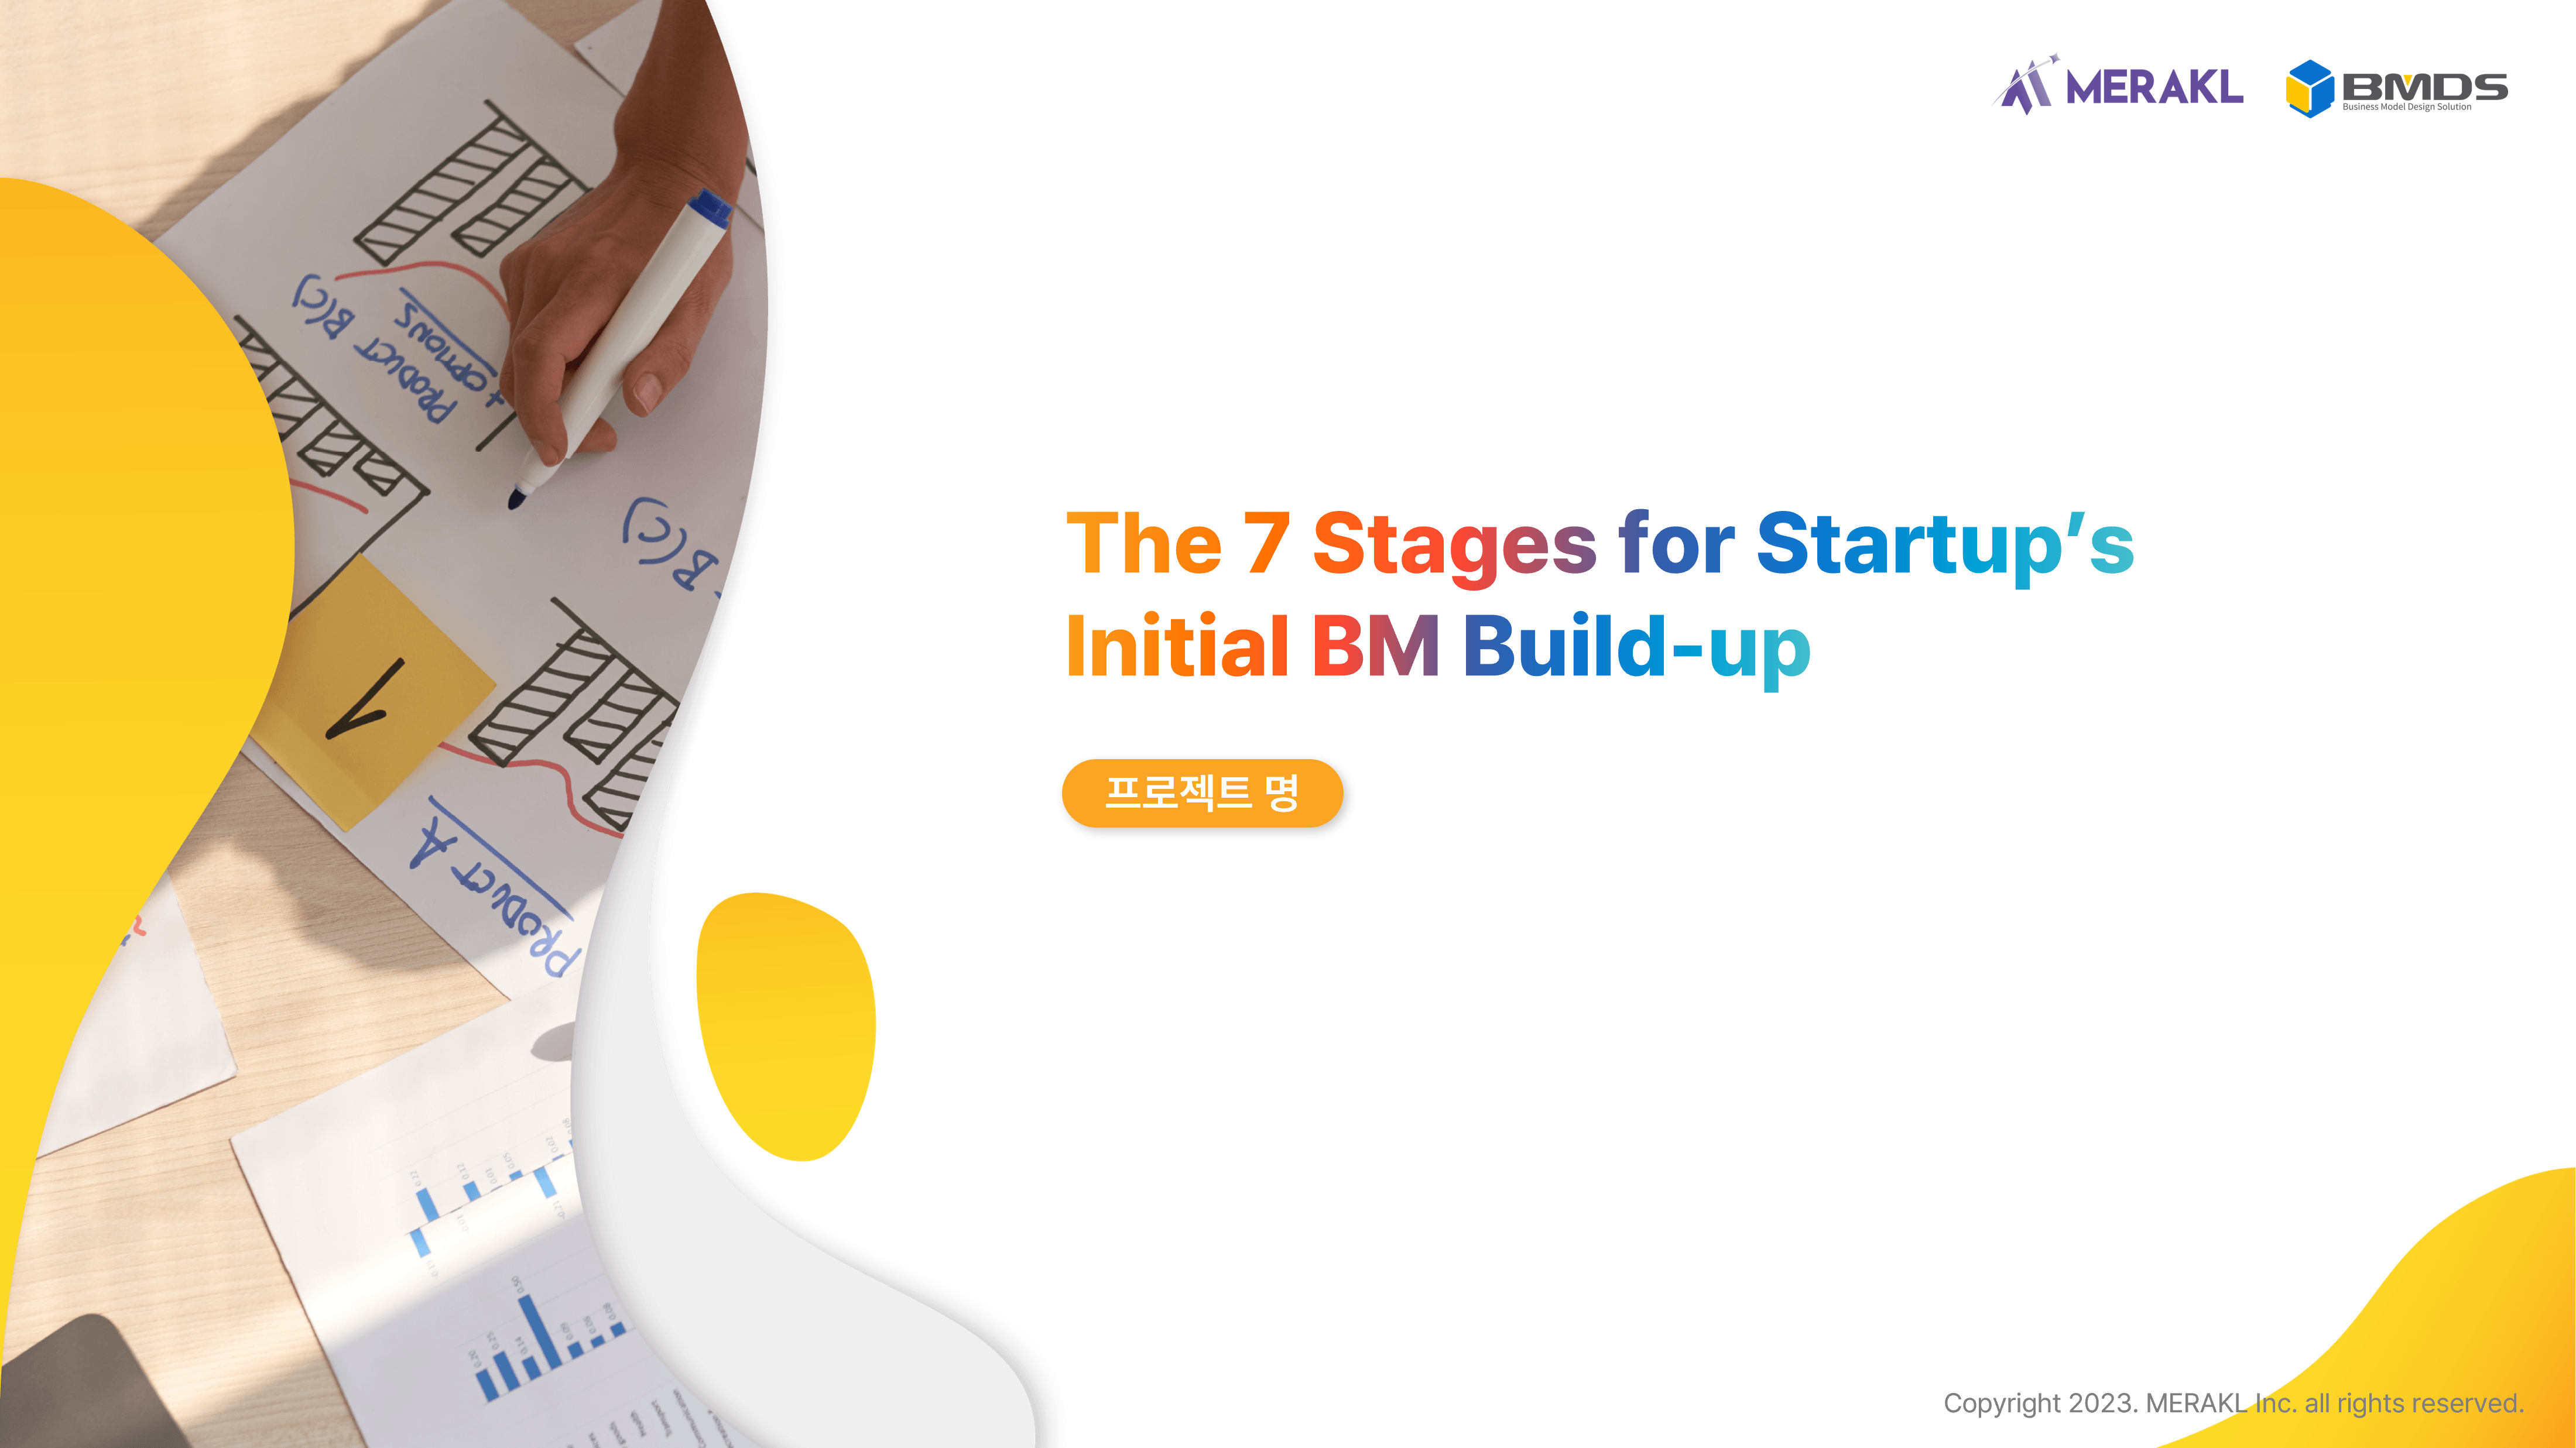 MERAKL
BMDS
Business Model Design Solution
The 7 Stages for Startup’s
Initial BM Build-up
프로젝트 명
PRODUCT B(C)
+ OPTIONS
B(C)
1
PRODUCT A
Copyright 2023. MERAKL Inc. all rights reserved.